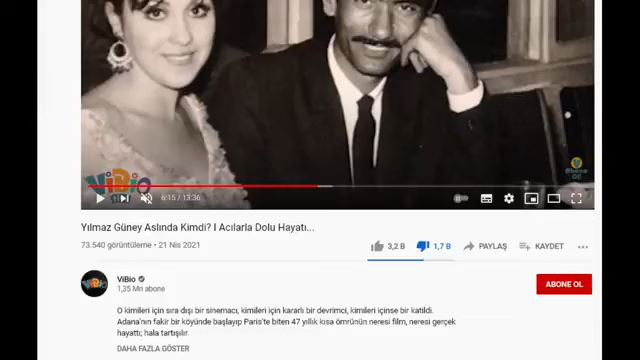 ViBio
6:15 / 13:36
Yılmaz Güney Aslında Kimdi? I Acılarla Dolu Hayatı...
73.540 görüntüleme • 21 Nis 2021
3,2 B
1,7 B
PAYLAŞ
KAYDET
ViBio
1,35 Mn abone
ABONE OL
O kimileri için sıra dışı bir sinemacı, kimileri için kararlı bir devrimci, kimileri içinse bir katildi.
Adana'nın fakir bir köyünde başlayıp Paris'te biten 47 yıllık kısa ömrünün neresi film, neresi gerçek
hayattı; hala tartışılır.
DAHA FAZLA GÖSTER